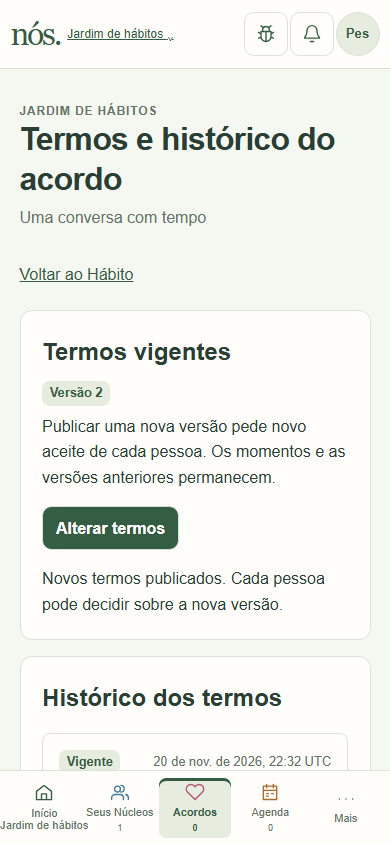 nós. Jardim de hábitos
Pes
JARDIM DE HÁBITOS
Termos e histórico do
acordo
Uma conversa com tempo
Voltar ao Hábito
Termos vigentes
Versão 2
Publicar uma nova versão pede novo
aceite de cada pessoa. Os momentos e as
versões anteriores permanecem.
Alterar termos
Novos termos publicados. Cada pessoa
pode decidir sobre a nova versão.
Histórico dos termos
Vigente 20 de nov. de 2026, 22:32 UTC
Início Seus Núcleos Acordos Agenda ... Mais
Jardim de hábitos 1 0 0